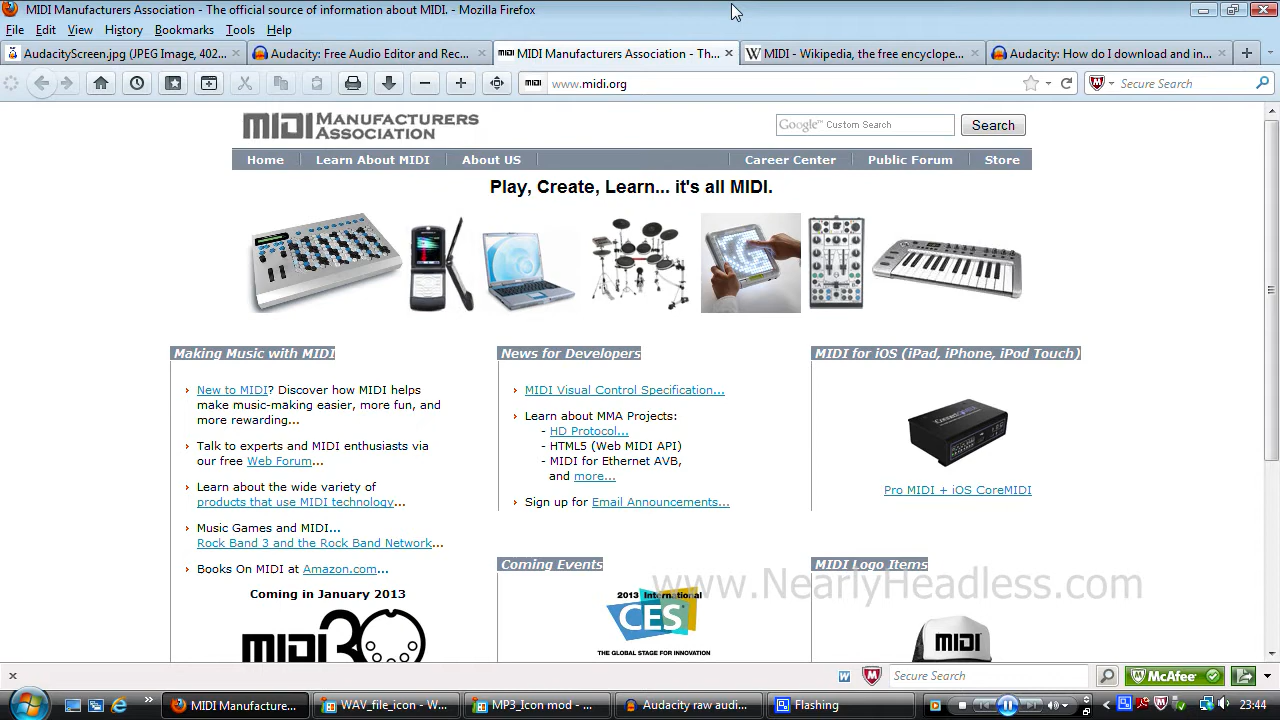 MIDI Manufacturers Association - The official source of information about MIDI. - Mozilla Firefox
File Edit View History Bookmarks Tools Help
AudacityScreen.jpg (JPEG Image, 402...
Audacity: Free Audio Editor and Rec...
MIDI Manufacturers Association - Th...
MIDI - Wikipedia, the free encyclope...
Audacity: How do I download and in...
www.midi.org
Secure Search
MIDI MANUFACTURERS
ASSOCIATION
Google™ Custom Search
Search
Home Learn About MIDI About US Career Center Public Forum Store
Play, Create, Learn... it's all MIDI.
Making Music with MIDI
New to MIDI? Discover how MIDI helps
make music-making easier, more fun, and
more rewarding...
Talk to experts and MIDI enthusiasts via
our free Web Forum...
Learn about the wide variety of
products that use MIDI technology...
Music Games and MIDI...
Rock Band 3 and the Rock Band Network...
Books On MIDI at Amazon.com...
Coming in January 2013
MIDI 30
News for Developers
MIDI Visual Control Specification...
Learn about MMA Projects:
- HD Protocol...
- HTML5 (Web MIDI API)
- MIDI for Ethernet AVB,
and more...
Sign up for Email Announcements...
Coming Events
2013 International
CES
THE GLOBAL STAGE FOR INNOVATION
MIDI for iOS (iPad, iPhone, iPod Touch)
Pro MIDI + iOS CoreMIDI
MIDI Logo Items
MIDI
www.NearlyHeadless.com
Secure Search
McAfee
MIDI Manufacture...
WAV_file_icon - W...
MP3_Icon mod - ...
Audacity raw audi...
Flashing
23:44